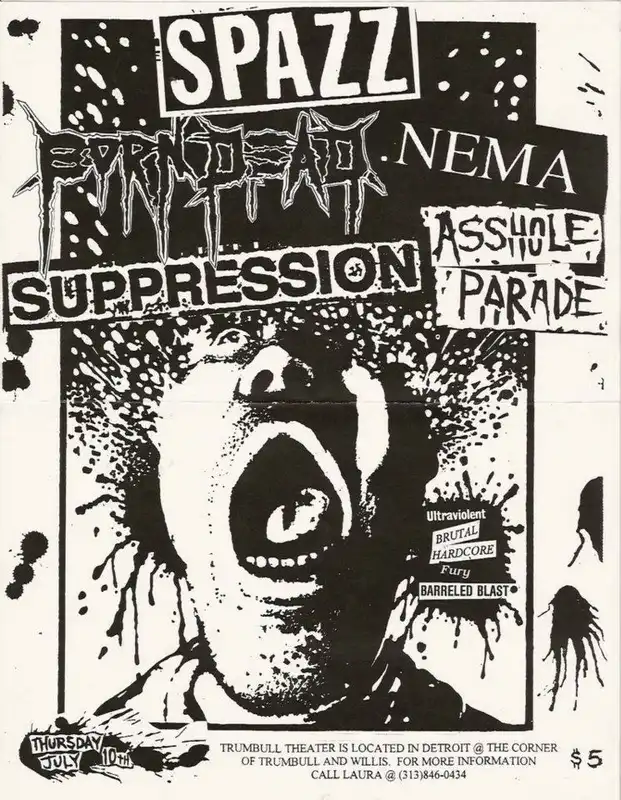 SPAZZ
BORN DEAD
NEMA
ASSHOLE
PARADE
SUPPRESSION
Ultraviolent
BRUTAL
HARDCORE
Fury
BARRELED BLAST
THURSDAY
JULY 10TH
TRUMBULL THEATER IS LOCATED IN DETROIT @ THE CORNER
OF TRUMBULL AND WILLIS. FOR MORE INFORMATION
CALL LAURA @ (313)846-0434
$5